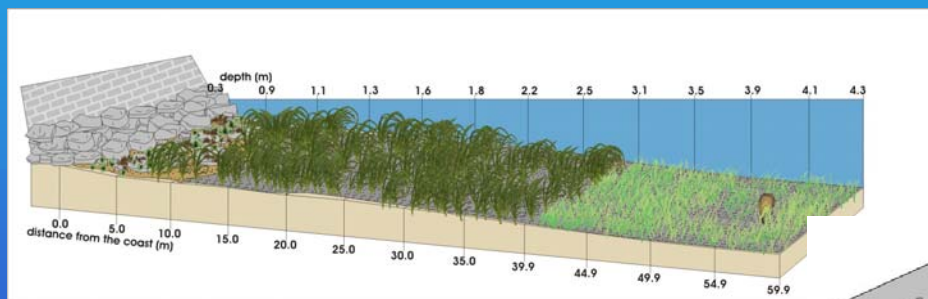 depth (m)
0.3 0.9 1.1 1.3 1.6 1.8 2.2 2.5 3.1 3.5 3.9 4.1 4.3
0.0 5.0 10.0 15.0 20.0 25.0 30.0 35.0 39.9 44.9 49.9 54.9 59.9
distance from the coast (m)